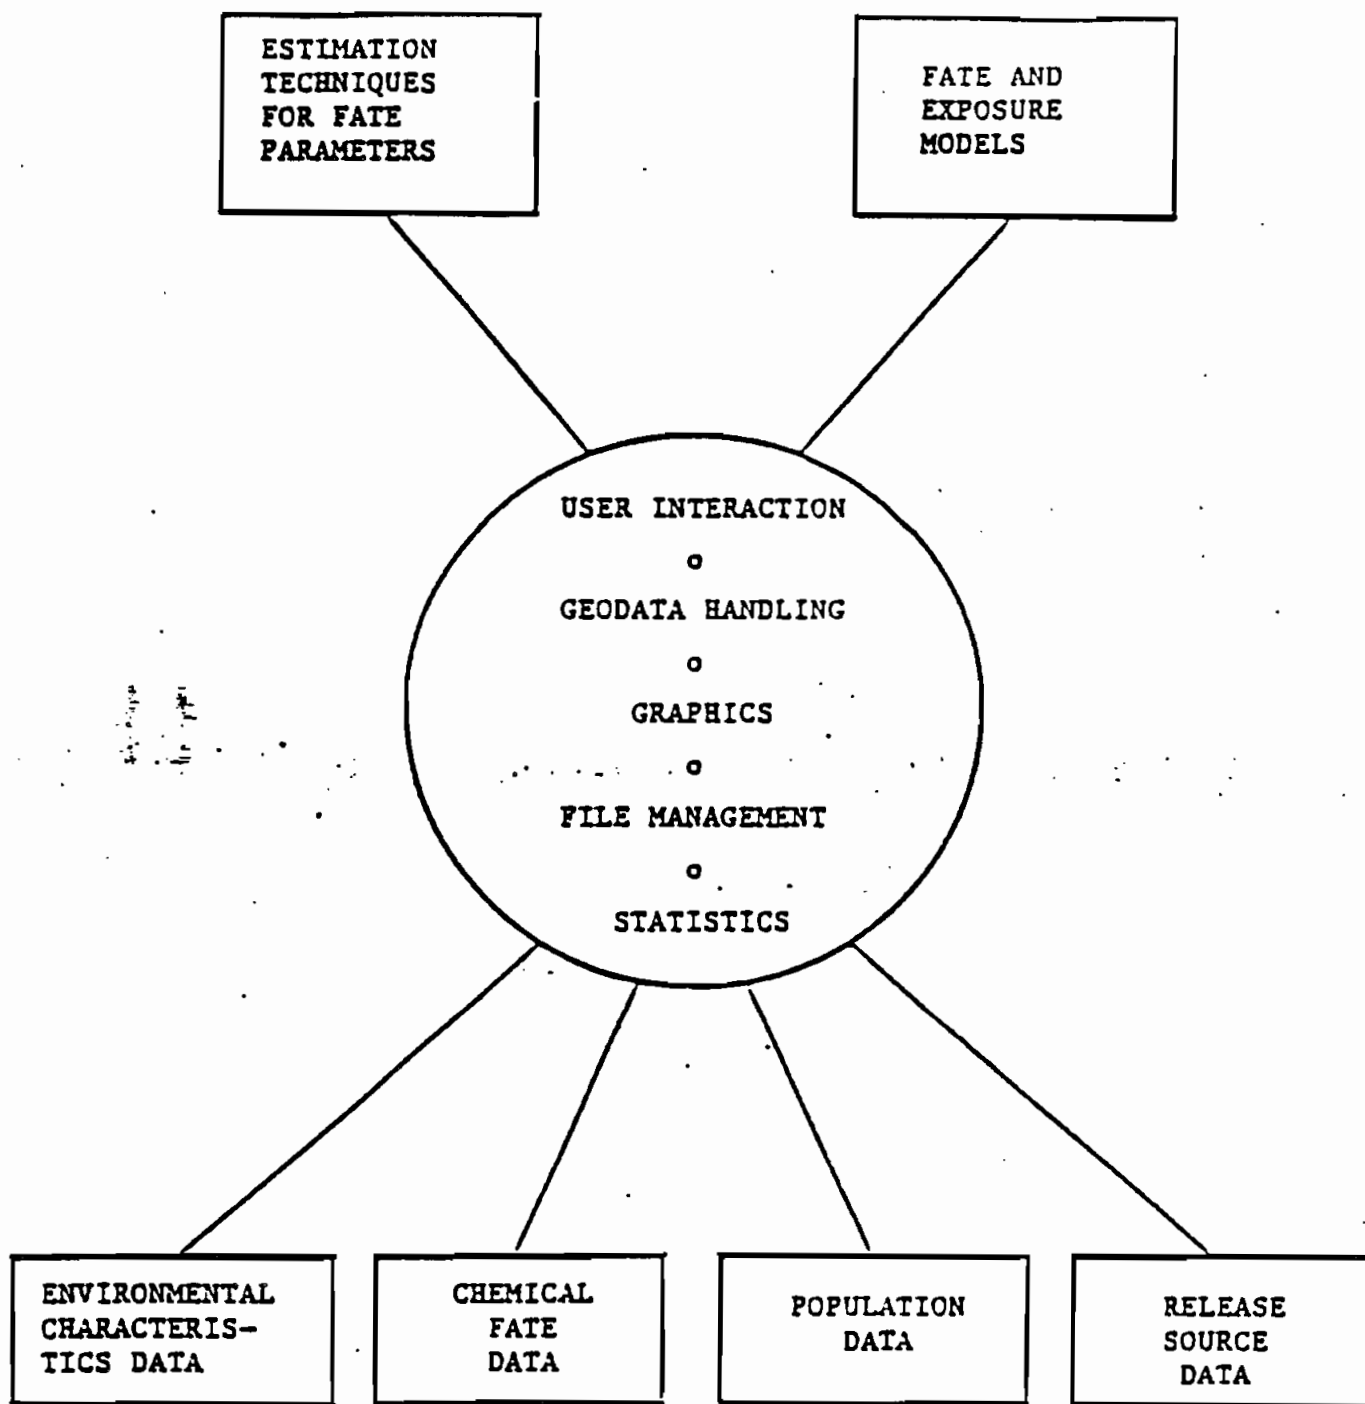 ESTIMATION
TECHNIQUES
FOR FATE
PARAMETERS
FATE AND
EXPOSURE
MODELS
USER INTERACTION
o
GEODATA HANDLING
o
GRAPHICS
o
FILE MANAGEMENT
o
STATISTICS
ENVIRONMENTAL
CHARACTERIS-
TICS DATA
CHEMICAL
FATE
DATA
POPULATION
DATA
RELEASE
SOURCE
DATA